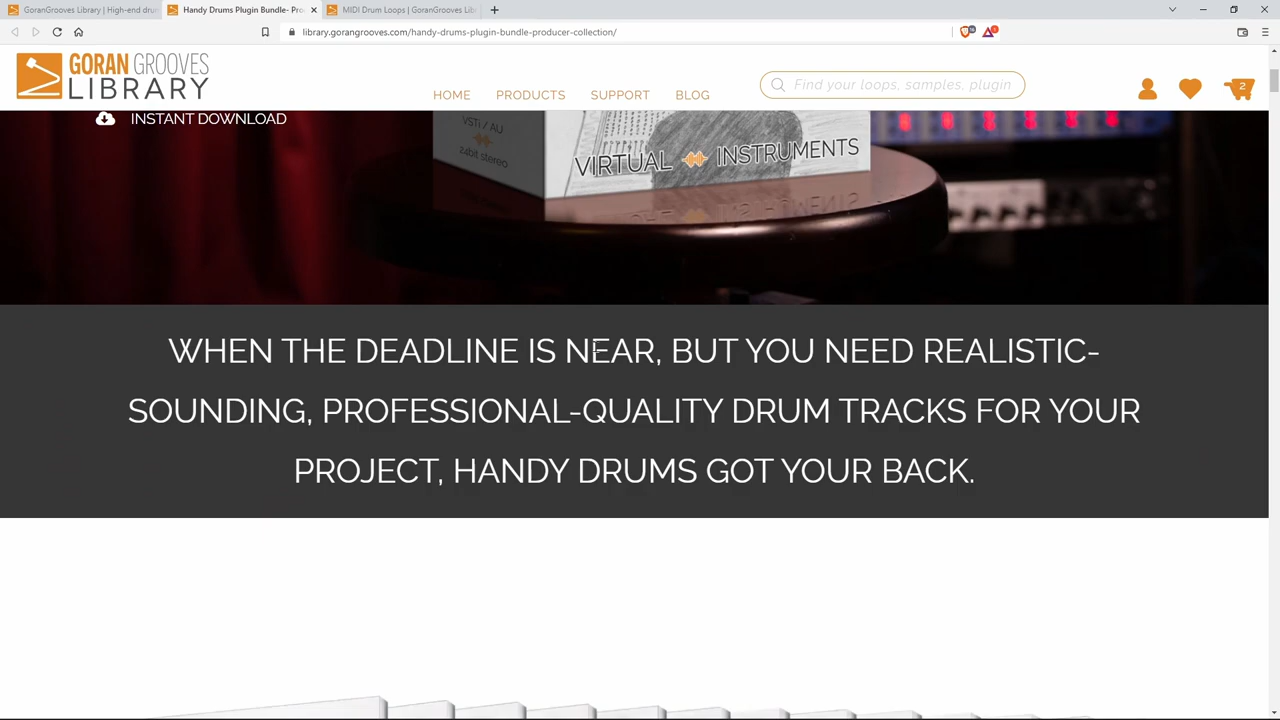 GoranGrooves Library | High-end drum
Handy Drums Plugin Bundle- Pro
MIDI Drum Loops | GoranGrooves Lib
library.gorangrooves.com/handy-drums-plugin-bundle-producer-collection/
GORAN GROOVES
LIBRARY
HOME
PRODUCTS
SUPPORT
BLOG
Find your loops, samples, plugin
2
INSTANT DOWNLOAD
VSTi / AU
24bit stereo
VIRTUAL INSTRUMENTS
WHEN THE DEADLINE IS NEAR, BUT YOU NEED REALISTIC-
SOUNDING, PROFESSIONAL-QUALITY DRUM TRACKS FOR YOUR
PROJECT, HANDY DRUMS GOT YOUR BACK.